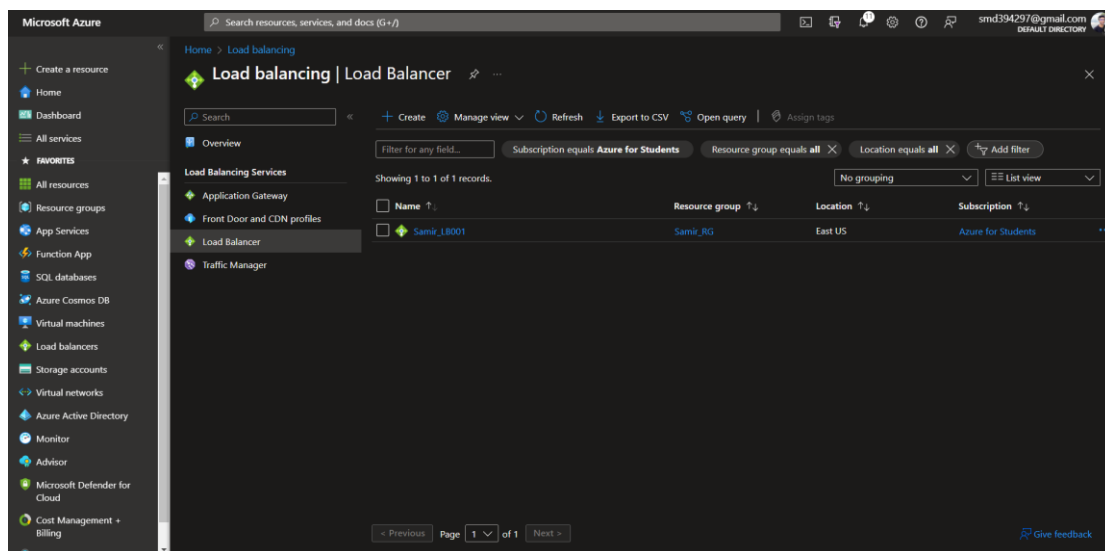 Microsoft Azure
Search resources, services, and docs (G+/)
smd394297@gmail.com
DEFAULT DIRECTORY
Create a resource
Home
Dashboard
All services
FAVORITES
All resources
Resource groups
App Services
Function App
SQL databases
Azure Cosmos DB
Virtual machines
Load balancers
Storage accounts
Virtual networks
Azure Active Directory
Monitor
Advisor
Microsoft Defender for
Cloud
Cost Management +
Billing
Home > Load balancing
Load balancing | Load Balancer
Search
Overview
Load Balancing Services
Application Gateway
Front Door and CDN profiles
Load Balancer
Traffic Manager
Create Manage view Refresh Export to CSV Open query | Assign tags
Filter for any field... Subscription equals Azure for Students Resource group equals all Location equals all Add filter
Showing 1 to 1 of 1 records. No grouping List view
Name Resource group Location Subscription
Samir_LB001 Samir_RG East US Azure for Students
< Previous Page 1 of 1 Next > Give feedback